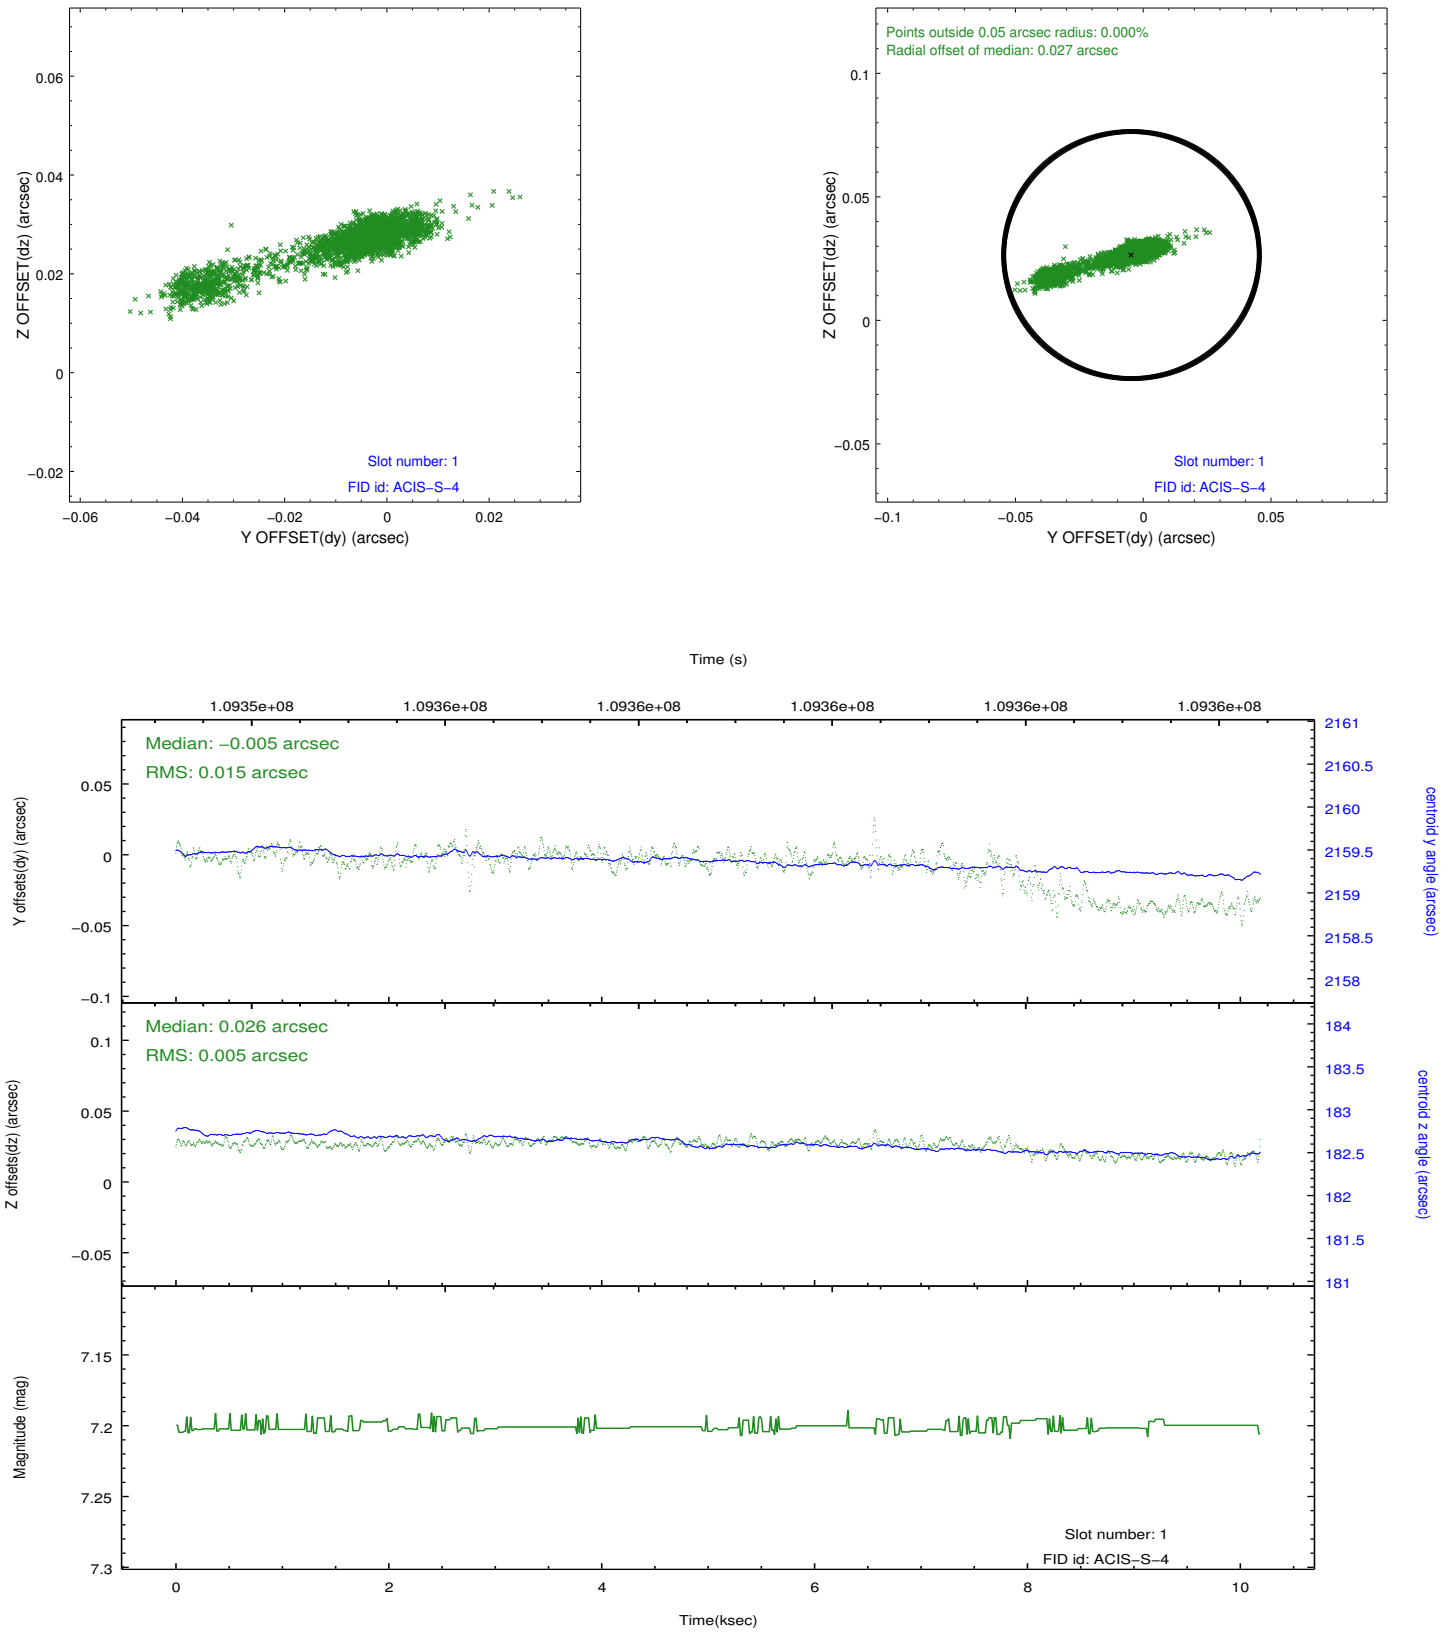 0.06
0.04
0.02
0
−0.02
−0.06
−0.04
−0.02
0
0.02
Z OFFSET(dz) (arcsec)
Y OFFSET(dy) (arcsec)
Slot number: 1
FID id: ACIS−S−4
Points outside 0.05 arcsec radius: 0.000%
Radial offset of median: 0.027 arcsec
0.1
0.05
0
−0.05
−0.1
−0.05
0
0.05
Z OFFSET(dz) (arcsec)
Y OFFSET(dy) (arcsec)
Slot number: 1
FID id: ACIS−S−4
Time (s)
1.0935e+08
1.0936e+08
1.0936e+08
1.0936e+08
1.0936e+08
1.0936e+08
Median: −0.005 arcsec
RMS: 0.015 arcsec
Y offsets(dy) (arcsec)
0.05
0
−0.05
−0.1
2161
2160.5
2160
2159.5
2159
2158.5
2158
centroid y angle (arcsec)
Median: 0.026 arcsec
RMS: 0.005 arcsec
Z offsets(dz) (arcsec)
0.1
0.05
0
−0.05
184
183.5
183
182.5
182
181.5
181
centroid z angle (arcsec)
Magnitude (mag)
7.15
7.2
7.25
7.3
Slot number: 1
FID id: ACIS−S−4
0
2
4
6
8
10
Time(ksec)